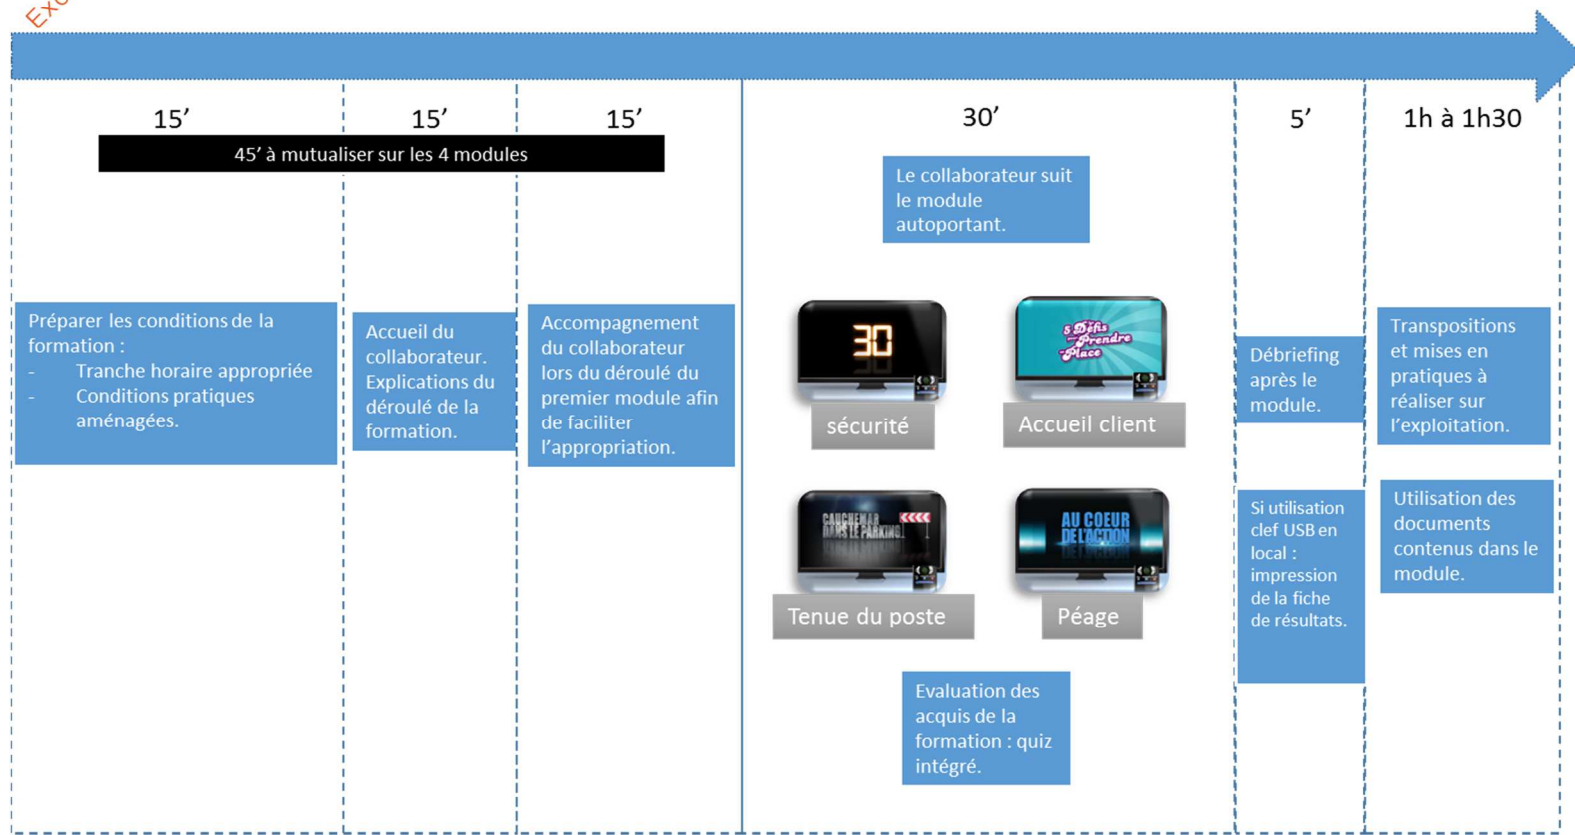 15’
15’
15’
30’
5’
1h à 1h30
45’ à mutualiser sur les 4 modules
Le collaborateur suit
le module
autoportant.
Préparer les conditions de la
formation :
- Tranche horaire appropriée
- Conditions pratiques
aménagées.
Accueil du
collaborateur.
Explications du
déroulé de la
formation.
Accompagnement
du collaborateur
lors du déroulé du
premier module afin
de faciliter
l’appropriation.
30
sécurité
5 Défis
Prendre
Place
Accueil client
CAUCHEMAR
DANS LE PARKING
Tenue du poste
AU COEUR
DE L'ACTION
Péage
Evaluation des
acquis de la
formation : quiz
intégré.
Débriefing
après le
module.
Si utilisation
clef USB en
local :
impression
de la fiche
de résultats.
Transpositions
et mises en
pratiques à
réaliser sur
l’exploitation.
Utilisation des
documents
contenus dans le
module.